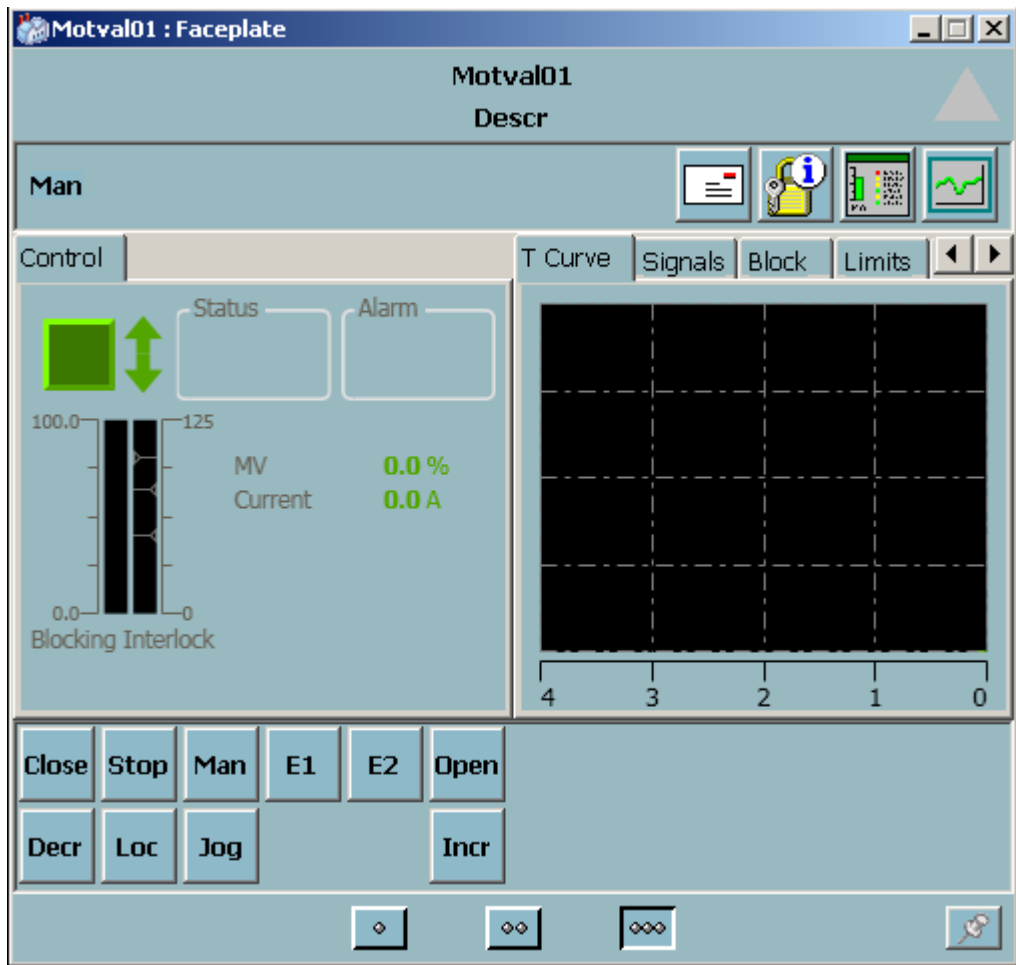 Motval01 : Faceplate
Motval01
Descr
Man
Control
T Curve Signals Block Limits
Status Alarm
100.0 125
MV 0.0 %
Current 0.0 A
0.0 0
Blocking Interlock
4 3 2 1 0
Close Stop Man E1 E2 Open
Decr Loc Jog Incr